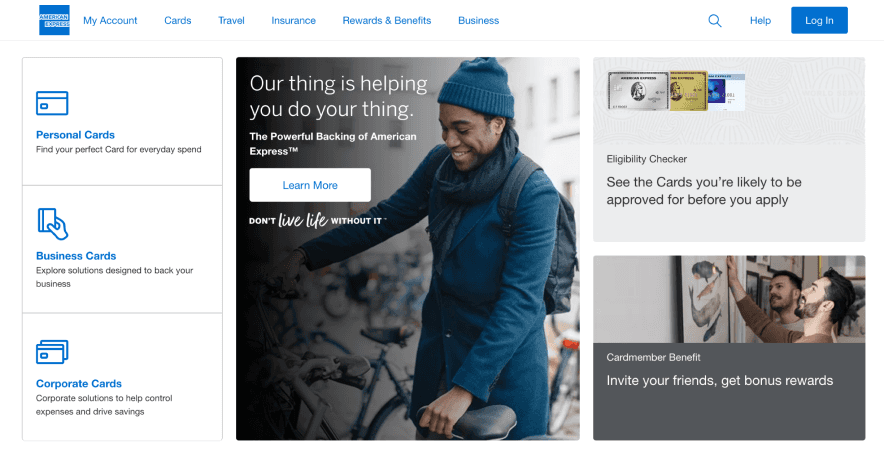 AMERICAN
EXPRESS
My Account
Cards
Travel
Insurance
Rewards & Benefits
Business
Help
Log In
Personal Cards
Find your perfect Card for everyday spend
Business Cards
Explore solutions designed to back your
business
Corporate Cards
Corporate solutions to help control
expenses and drive savings
Our thing is helping
you do your thing.
The Powerful Backing of American
Express™
Learn More
DON'T live life WITHOUT IT™
Eligibility Checker
See the Cards you're likely to be
approved for before you apply
Cardmember Benefit
Invite your friends, get bonus rewards